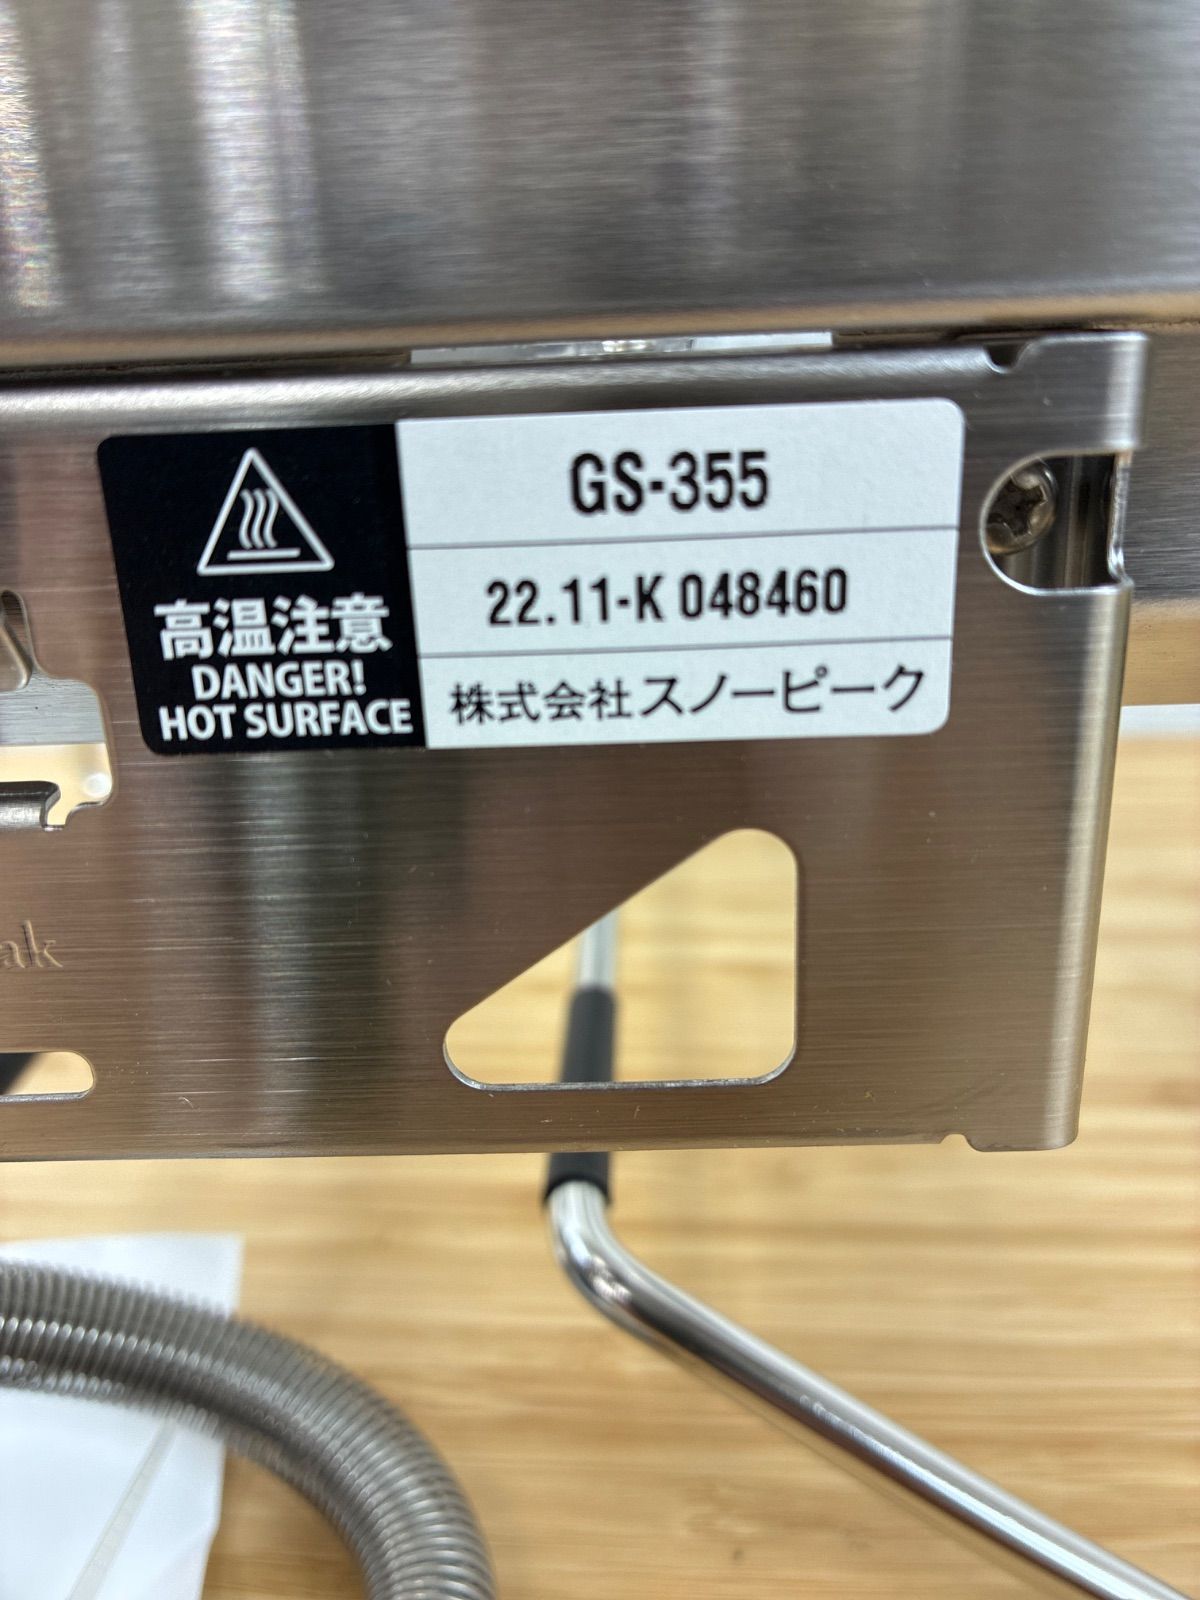 GS-355
22.11-K 048460
株式会社スノーピーク
高温注意
DANGER!
HOT SURFACE
ak